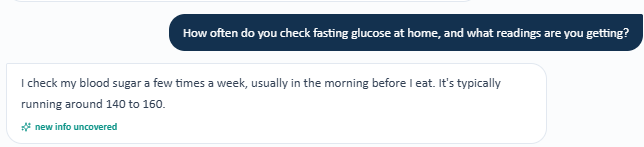 How often do you check fasting glucose at home, and what readings are you getting?
I check my blood sugar a few times a week, usually in the morning before I eat. It's typically
running around 140 to 160.
new info uncovered